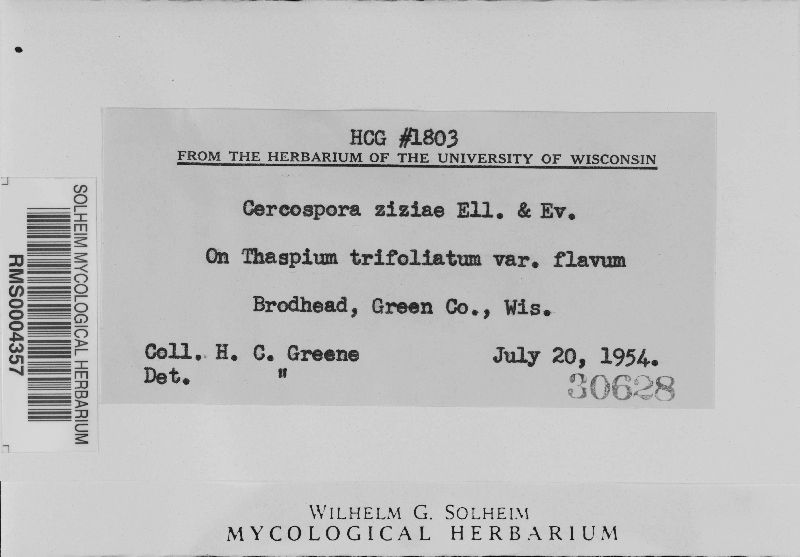 HCG #1803
FROM THE HERBARIUM OF THE UNIVERSITY OF WISCONSIN
Cercospora ziziae Ell. & Ev.
On Thaspium trifoliatum var. flavum
Brodhead, Green Co., Wis.
Coll. H. C. Greene July 20, 1954.
Det. "
30628
SOLHEIM MYCOLOGICAL HERBARIUM
RMS0004357
WILHELM G. SOLHEIM
MYCOLOGICAL HERBARIUM